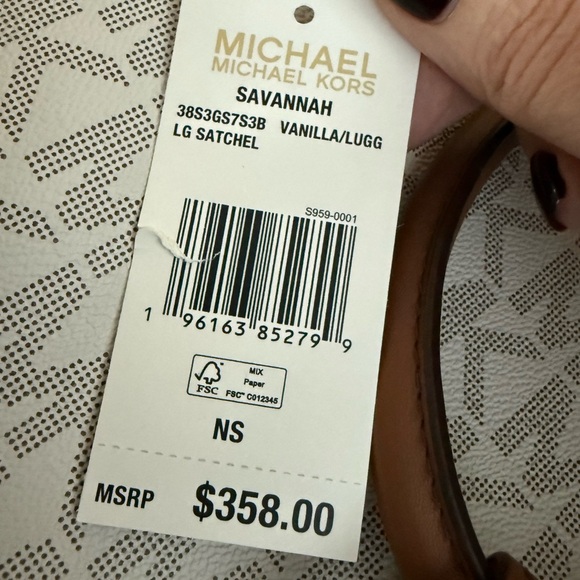 MICHAEL
MICHAEL KORS
SAVANNAH
38S3GS7S3B VANILLA/LUGG
LG SATCHEL
S959-0001
1 96163 85279 9
FSC
MIX
Paper
FSC™ C012345
NS
MSRP $358.00